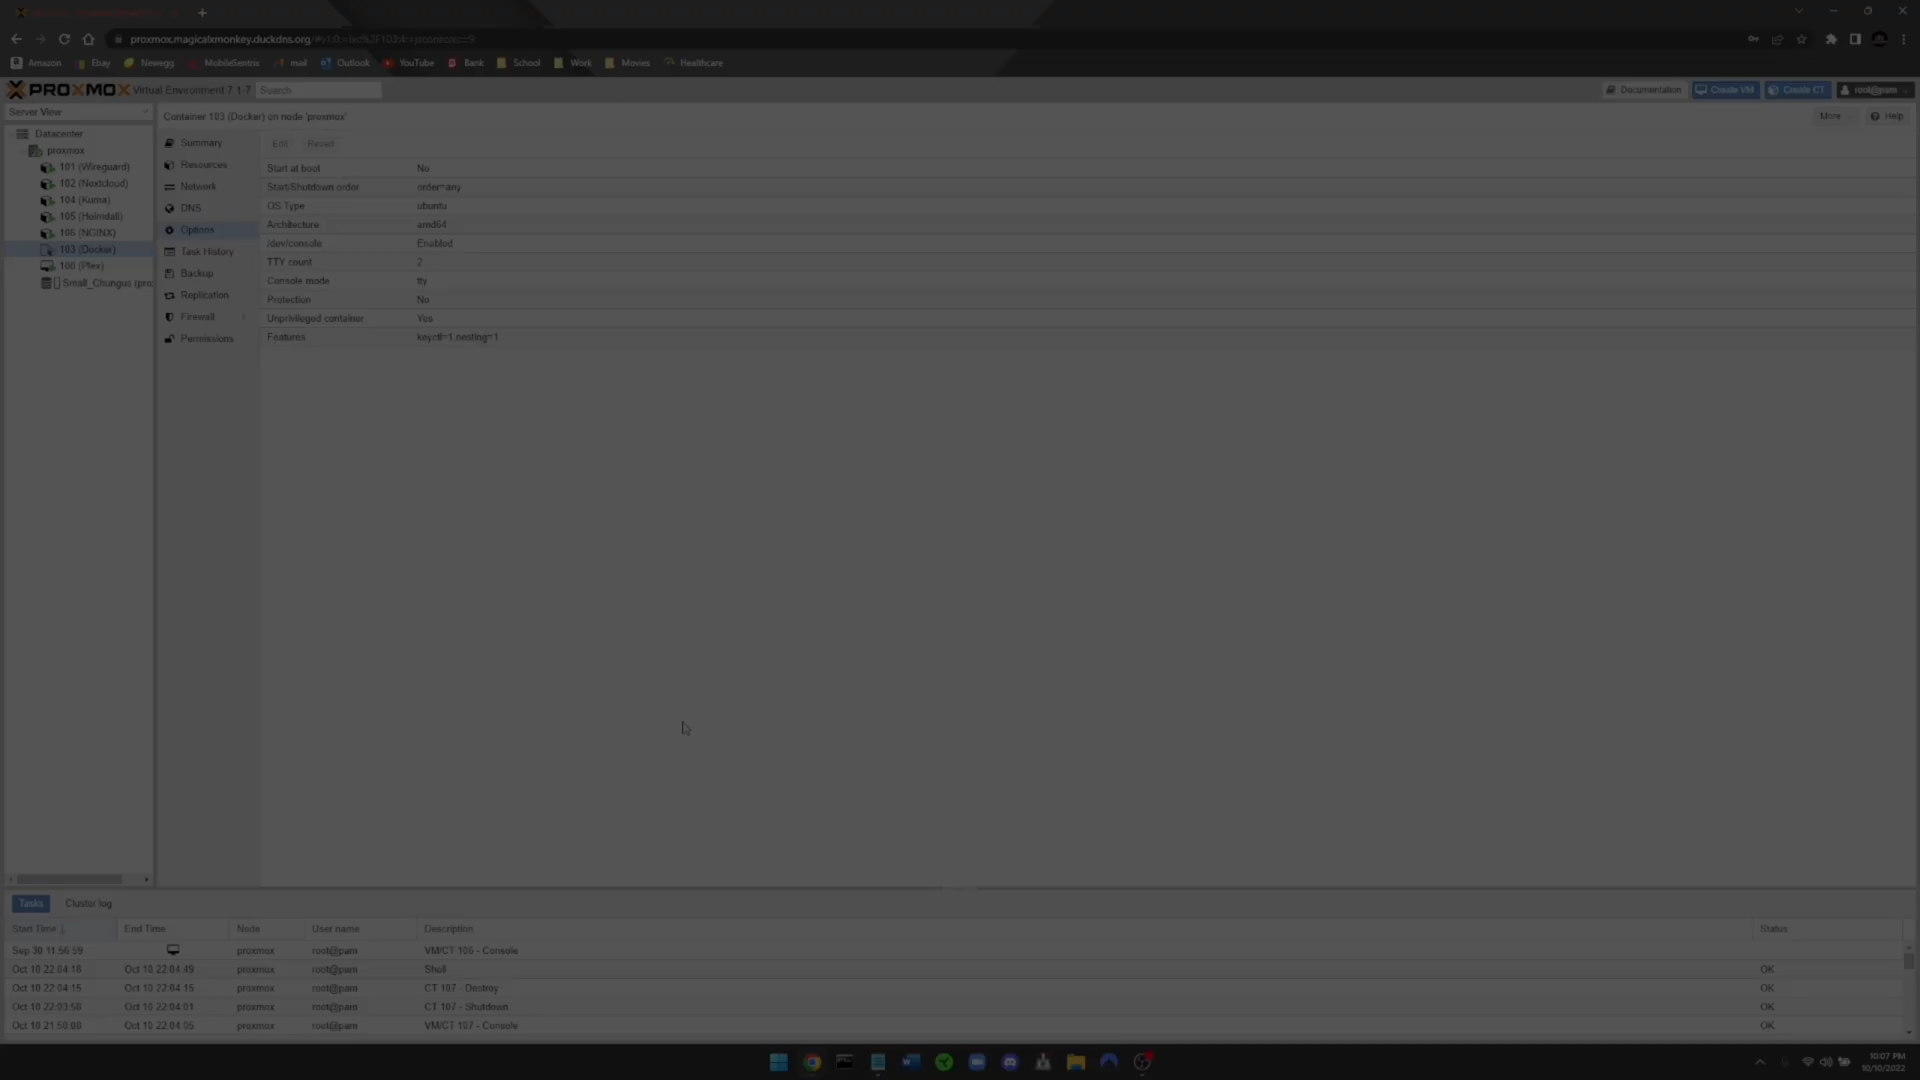 proxmox.magicalxmonkey.duckdns.org
Amazon Ebay Newegg MobileSentrix mail Outlook YouTube Bank School Work Movies Healthcare
PROXMOX Virtual Environment 7.1-7 Search
Documentation Create VM Create CT root@pam
Server View
Container 103 (Docker) on node 'proxmox'
More Help
Datacenter
proxmox
101 (Wireguard)
102 (Nextcloud)
104 (Kuma)
105 (Heimdall)
106 (NGINX)
103 (Docker)
100 (Plex)
Small_Chungus (pro
Summary
Resources
Network
DNS
Options
Task History
Backup
Replication
Firewall
Permissions
Edit Revert
Start at boot No
Start/Shutdown order order=any
OS Type ubuntu
Architecture amd64
/dev/console Enabled
TTY count 2
Console mode tty
Protection No
Unprivileged container Yes
Features keyctl=1,nesting=1
Tasks Cluster log
Start Time ↓ End Time Node User name Description Status
Sep 30 11:56:59 proxmox root@pam VM/CT 106 - Console
Oct 10 22:04:49 proxmox root@pam Shell OK
Oct 10 22:04:15 Oct 10 22:04:15 proxmox root@pam CT 107 - Destroy OK
Oct 10 22:03:58 Oct 10 22:04:01 proxmox root@pam CT 107 - Shutdown OK
Oct 10 22:04:05 proxmox root@pam VM/CT 107 - Console OK
10:07 PM
10/10/2022